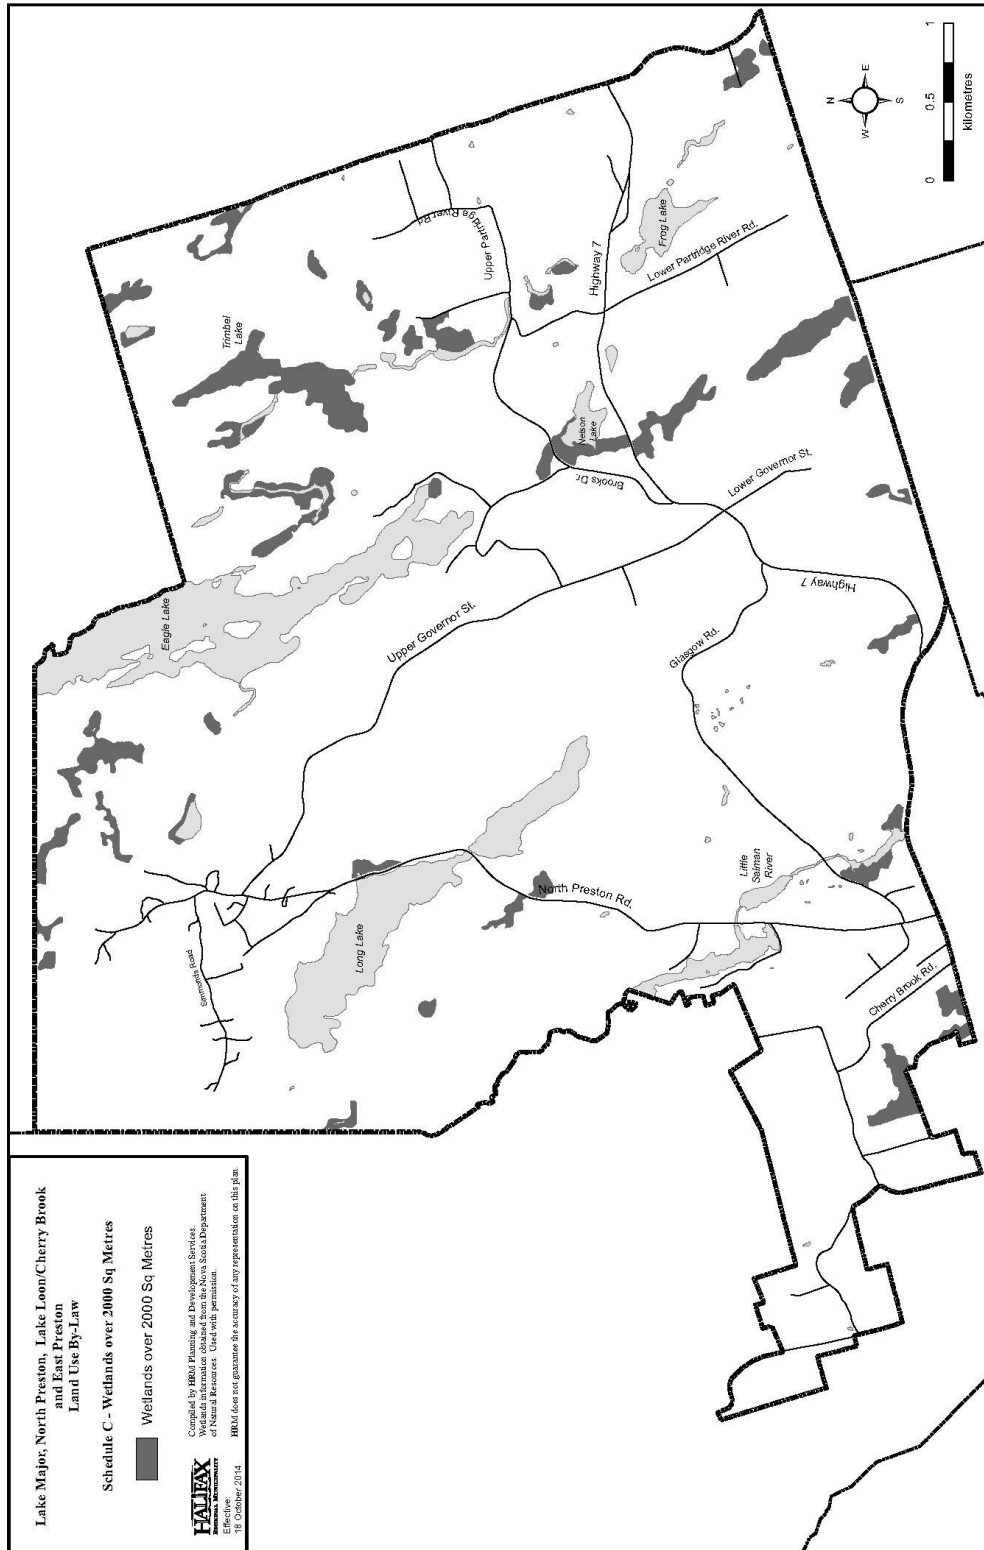 Lake Major, North Preston, Lake Loon/Cherry Brook
and East Preston
Land Use By-Law
Schedule C - Wetlands over 2000 Sq Metres
Wetlands over 2000 Sq Metres
HALIFAX
REGIONAL MUNICIPALITY
Effective:
18 October 2014
Compiled by HRM Planning and Development Services.
Wetlands information obtained from the Nova Scotia Department
of Natural Resources. Used with permission.
HRM does not guarantee the accuracy of any representation on this plan.
Simmonds Road
Long Lake
North Preston Rd.
Little
Salman
River
Cherry Brook Rd.
Eagle Lake
Upper Governor St.
Glasgow Rd.
Highway 7
Lower Governor St.
Brooks Dr.
Nelson
Lake
Trimbel
Lake
Upper Partridge River Rd
Highway 7
Lower Partridge River Rd.
Frog Lake
N
W
E
S
0
0.5
1
kilometres